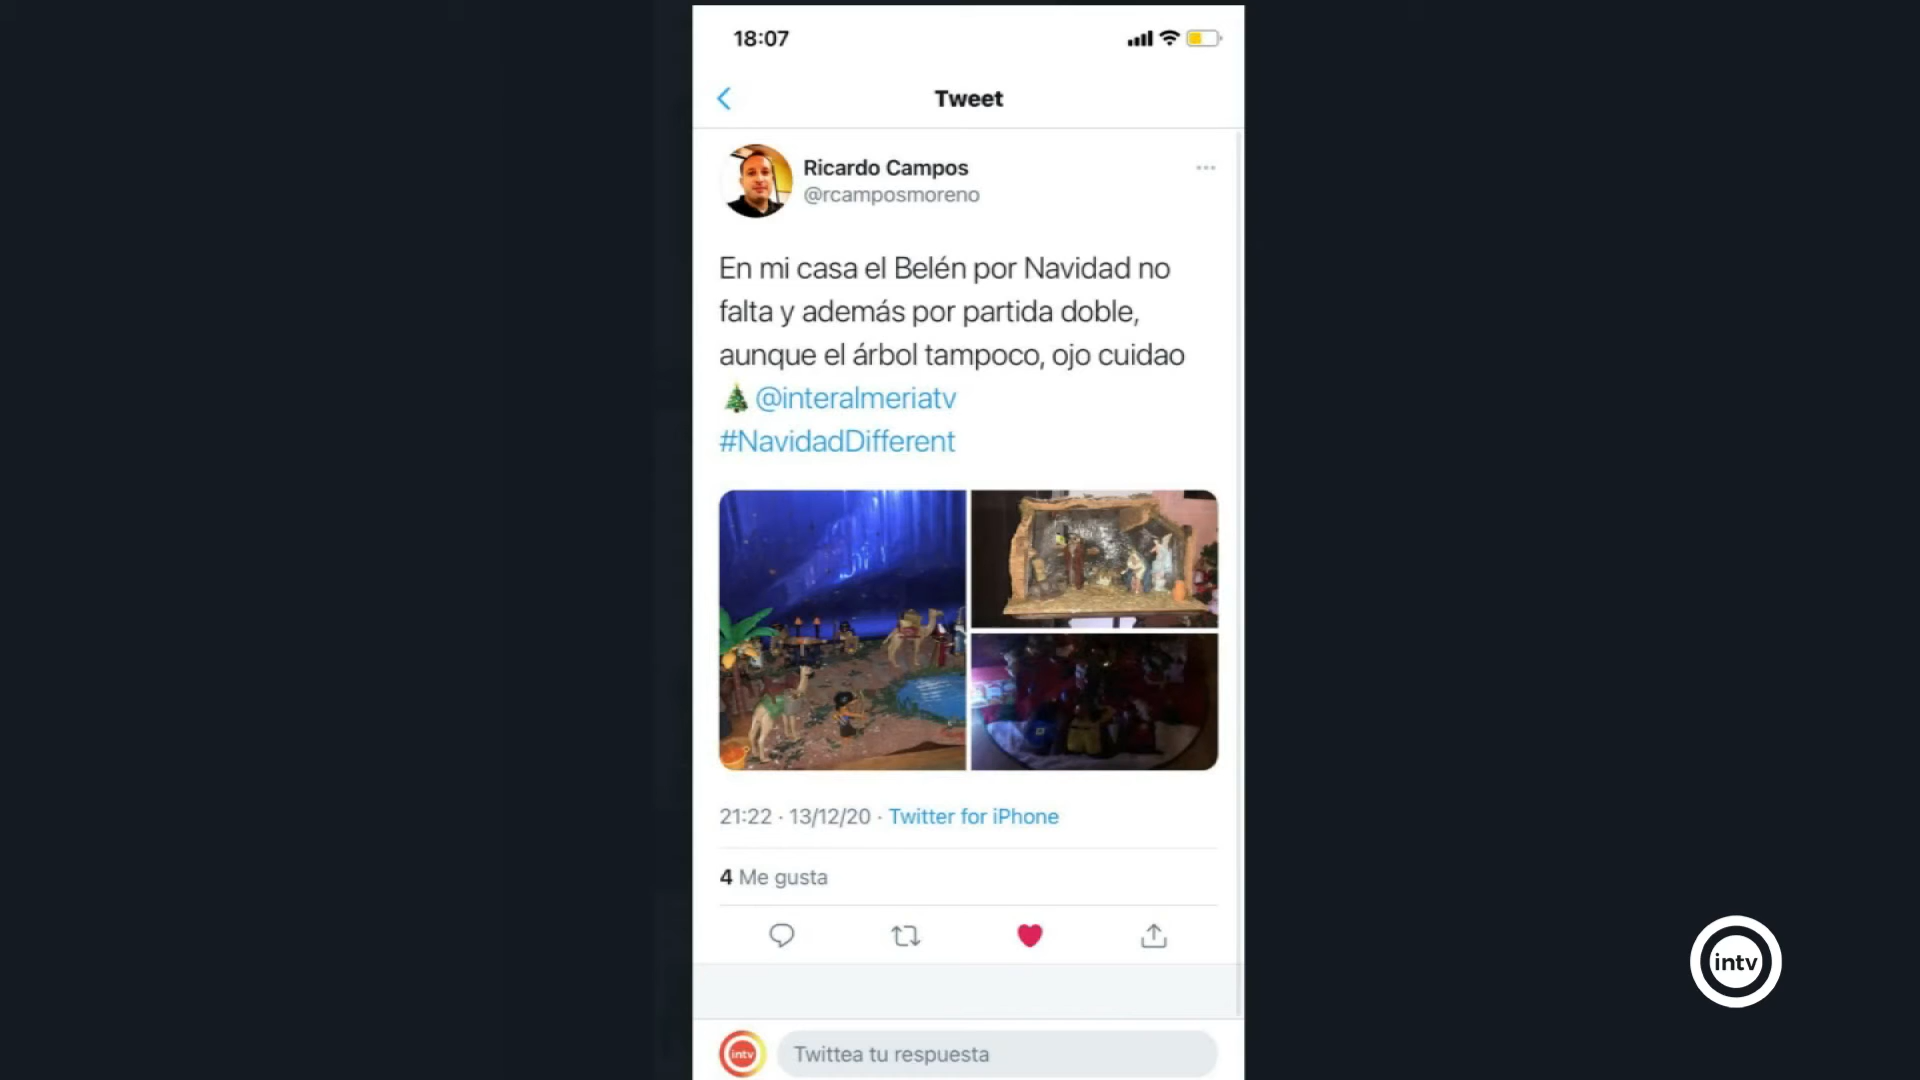 18:07
Tweet
Ricardo Campos
@rcamposmoreno
En mi casa el Belén por Navidad no
falta y además por partida doble,
aunque el árbol tampoco, ojo cuidao
🎄 @interalmeriatv
#NavidadDifferent
21:22 · 13/12/20 · Twitter for iPhone
4 Me gusta
intv
intv
Twittea tu respuesta